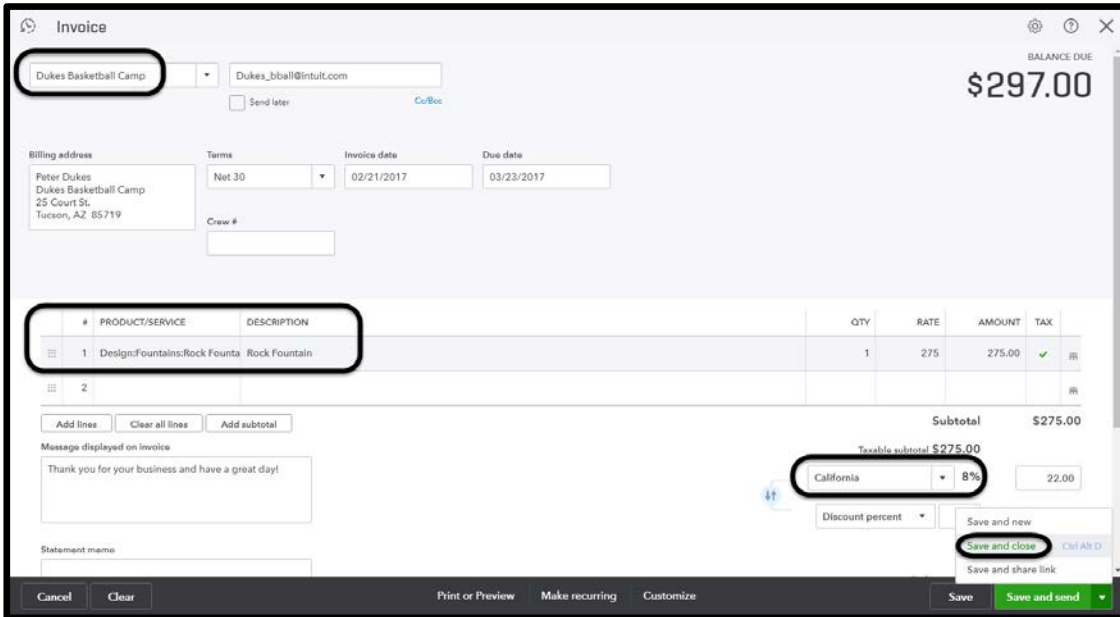 Invoice
BALANCE DUE
$297.00
Dukes Basketball Camp
Dukes_bball@intuit.com
Send later
Cc/Bcc
Billing address
Terms
Invoice date
Due date
Peter Dukes
Dukes Basketball Camp
25 Court St.
Tucson, AZ 85719
Net 30
02/21/2017
03/23/2017
Crew #
# PRODUCT/SERVICE DESCRIPTION QTY RATE AMOUNT TAX
1 Design:Fountains:Rock Founta Rock Fountain 1 275 275.00
2
Add lines Clear all lines Add subtotal
Subtotal $275.00
Message displayed on invoice
Taxable subtotal $275.00
Thank you for your business and have a great day!
California 8% 22.00
Discount percent
Save and new
Save and close Ctrl Alt D
Save and share link
Statement memo
Cancel Clear Print or Preview Make recurring Customize Save Save and send